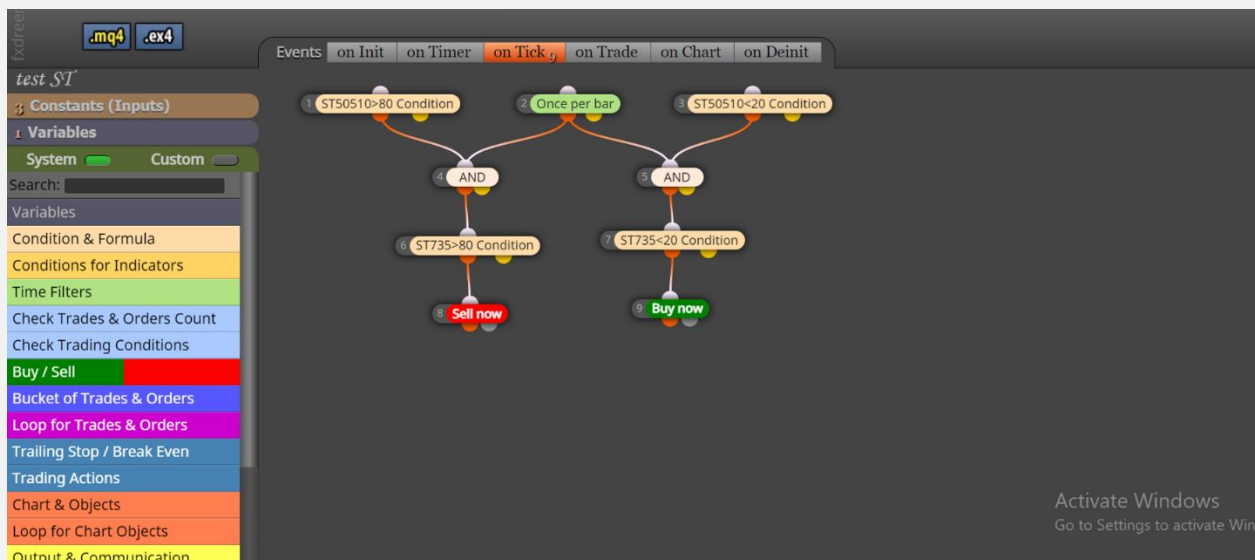 fxdreem
.mq4 .ex4
Events on Init on Timer on Tick 9 on Trade on Chart on Deinit
test ST
3 Constants (Inputs)
1 Variables
System Custom
Search:
Variables
Condition & Formula
Conditions for Indicators
Time Filters
Check Trades & Orders Count
Check Trading Conditions
Buy / Sell
Bucket of Trades & Orders
Loop for Trades & Orders
Trailing Stop / Break Even
Trading Actions
Chart & Objects
Loop for Chart Objects
Output & Communication
1 ST50510>80 Condition 2 Once per bar 3 ST50510<20 Condition
4 AND 5 AND
6 ST735>80 Condition 7 ST735<20 Condition
8 Sell now 9 Buy now
Activate Windows
Go to Settings to activate Win